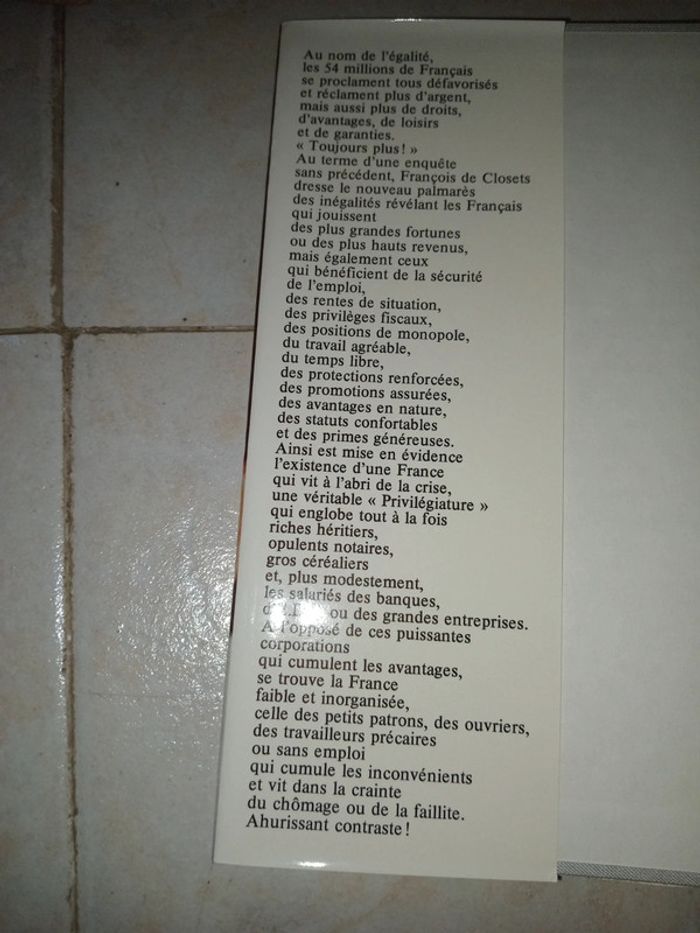 Au nom de l'égalité,
les 54 millions de Français
se proclament tous défavorisés
et réclament plus d'argent,
mais aussi plus de droits,
d'avantages, de loisirs
et de garanties.
« Toujours plus! »
Au terme d'une enquête
sans précédent, François de Closets
dresse le nouveau palmarès
des inégalités révélant les Français
qui jouissent
des plus grandes fortunes
ou des plus hauts revenus,
mais également ceux
qui bénéficient de la sécurité
de l'emploi,
des rentes de situation,
des privilèges fiscaux,
des positions de monopole,
du travail agréable,
du temps libre,
des protections renforcées,
des promotions assurées,
des avantages en nature,
des statuts confortables
et des primes généreuses.
Ainsi est mise en évidence
l'existence d'une France
qui vit à l'abri de la crise,
une véritable « Privilégiature »
qui englobe tout à la fois
riches héritiers,
opulents notaires,
gros céréaliers
et, plus modestement,
les salariés des banques,
ou des grandes entreprises.
A l'opposé de ces puissantes
corporations
qui cumulent les avantages,
se trouve la France
faible et inorganisée,
celle des petits patrons, des ouvriers,
des travailleurs précaires
ou sans emploi
qui cumule les inconvénients
et vit dans la crainte
du chômage ou de la faillite.
Ahurissant contraste!